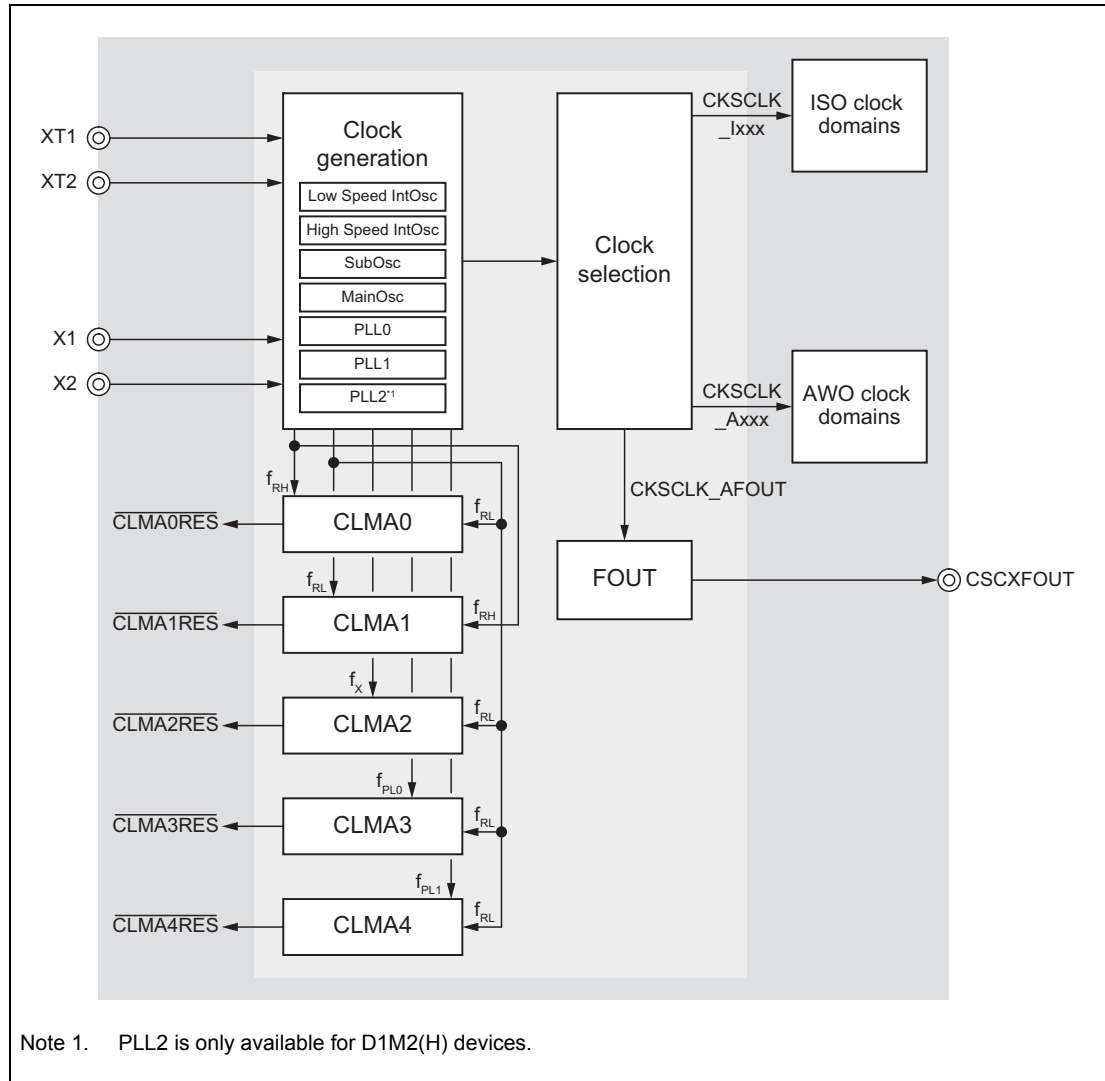 XT1
XT2
X1
X2
Clock
generation
Low Speed IntOsc
High Speed IntOsc
SubOsc
MainOsc
PLL0
PLL1
PLL2*1
Clock
selection
CKSCLK
_Ixxx
ISO clock
domains
CKSCLK
_Axxx
AWO clock
domains
CKSCLK_AFOUT
FOUT
CSCXFOUT
fRH
CLMA0RES
CLMA0
fRL
fRL
CLMA1RES
CLMA1
fRH
fX
CLMA2RES
CLMA2
fRL
fPL0
CLMA3RES
CLMA3
fRL
fPL1
CLMA4RES
CLMA4
fRL
Note 1. PLL2 is only available for D1M2(H) devices.